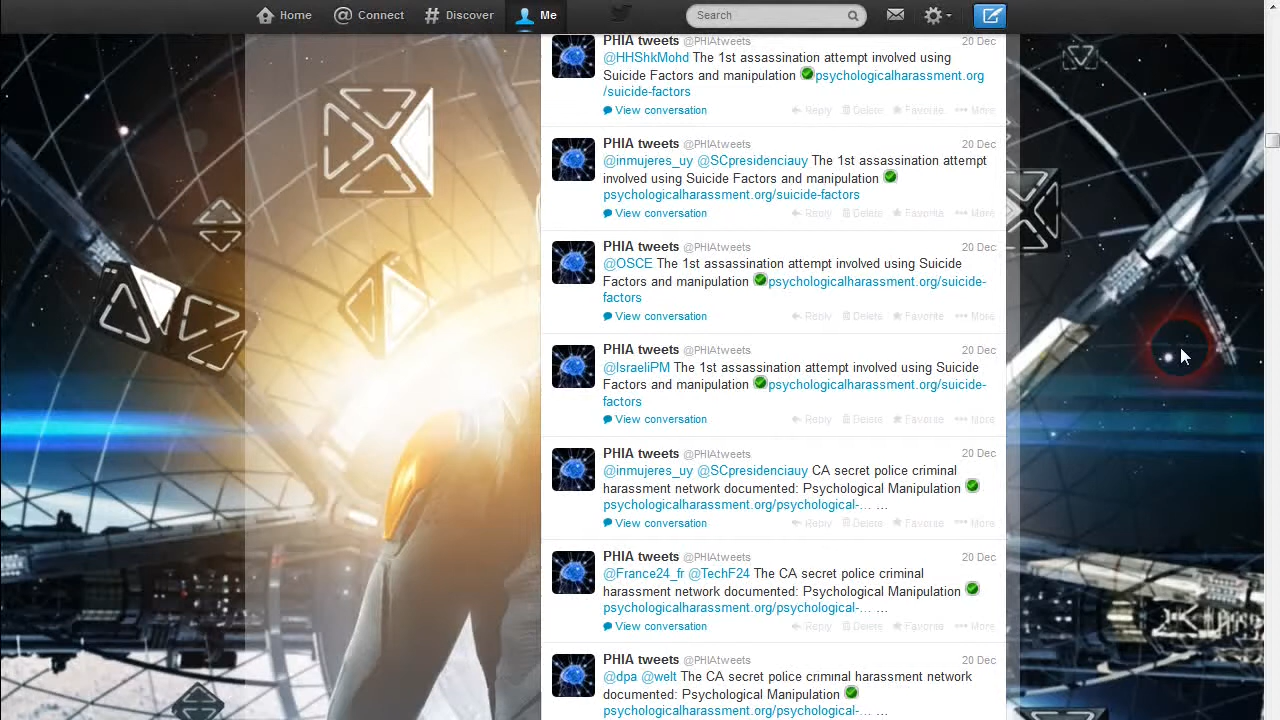 Home Connect Discover Me Search
PHIA tweets @PHIAtweets 20 Dec
@HHShkMohd The 1st assassination attempt involved using
Suicide Factors and manipulation psychologicalharassment.org
/suicide-factors
View conversation Reply Delete Favorite More
PHIA tweets @PHIAtweets 20 Dec
@inmujeres_uy @SCpresidenciauy The 1st assassination attempt
involved using Suicide Factors and manipulation
psychologicalharassment.org/suicide-factors
View conversation Reply Delete Favorite More
PHIA tweets @PHIAtweets 20 Dec
@OSCE The 1st assassination attempt involved using Suicide
Factors and manipulation psychologicalharassment.org/suicide-
factors
View conversation Reply Delete Favorite More
PHIA tweets @PHIAtweets 20 Dec
@IsraeliPM The 1st assassination attempt involved using Suicide
Factors and manipulation psychologicalharassment.org/suicide-
factors
View conversation Reply Delete Favorite More
PHIA tweets @PHIAtweets 20 Dec
@inmujeres_uy @SCpresidenciauy CA secret police criminal
harassment network documented: Psychological Manipulation
psychologicalharassment.org/psychological-... ...
View conversation Reply Delete Favorite More
PHIA tweets @PHIAtweets 20 Dec
@France24_fr @TechF24 The CA secret police criminal
harassment network documented: Psychological Manipulation
psychologicalharassment.org/psychological-... ...
View conversation Reply Delete Favorite More
PHIA tweets @PHIAtweets 20 Dec
@dpa @welt The CA secret police criminal harassment network
documented: Psychological Manipulation
psychologicalharassment.org/psychological-... ...